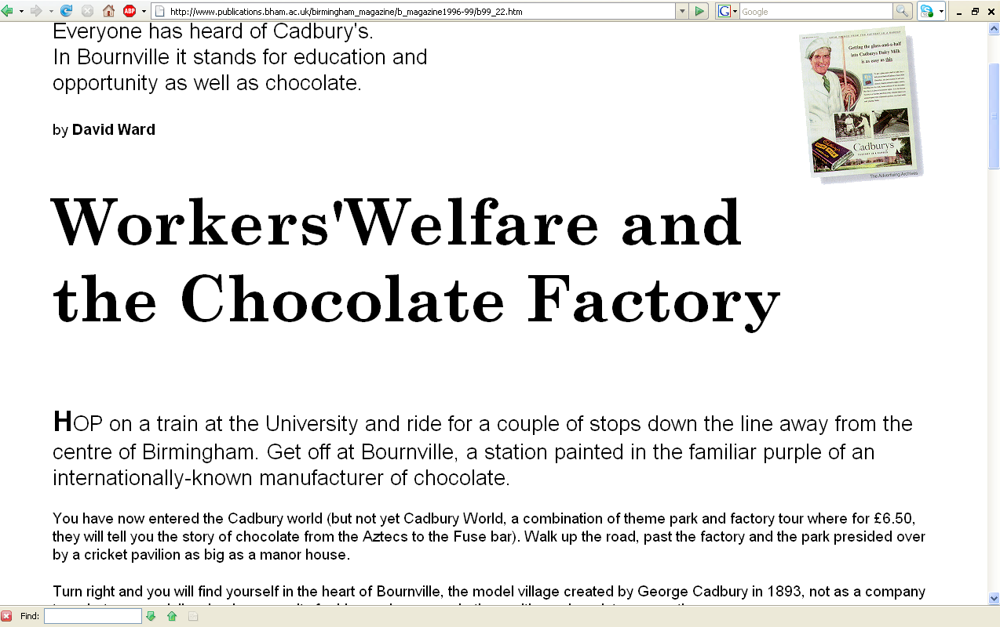 http://www.publications.bham.ac.uk/birmingham_magazine/b_magazine1996-99/b99_22.htm
ABP
G
Google
Everyone has heard of Cadbury's.
In Bournville it stands for education and
opportunity as well as chocolate.
by David Ward
Getting the glass-and-a-half
into Cadburys Dairy Milk
is as easy as this
Cadburys
The Advertising Archives
Workers'Welfare and
the Chocolate Factory
HOP on a train at the University and ride for a couple of stops down the line away from the
centre of Birmingham. Get off at Bournville, a station painted in the familiar purple of an
internationally-known manufacturer of chocolate.
You have now entered the Cadbury world (but not yet Cadbury World, a combination of theme park and factory tour where for £6.50,
they will tell you the story of chocolate from the Aztecs to the Fuse bar). Walk up the road, past the factory and the park presided over
by a cricket pavilion as big as a manor house.
Turn right and you will find yourself in the heart of Bournville, the model village created by George Cadbury in 1893, not as a company
Find: